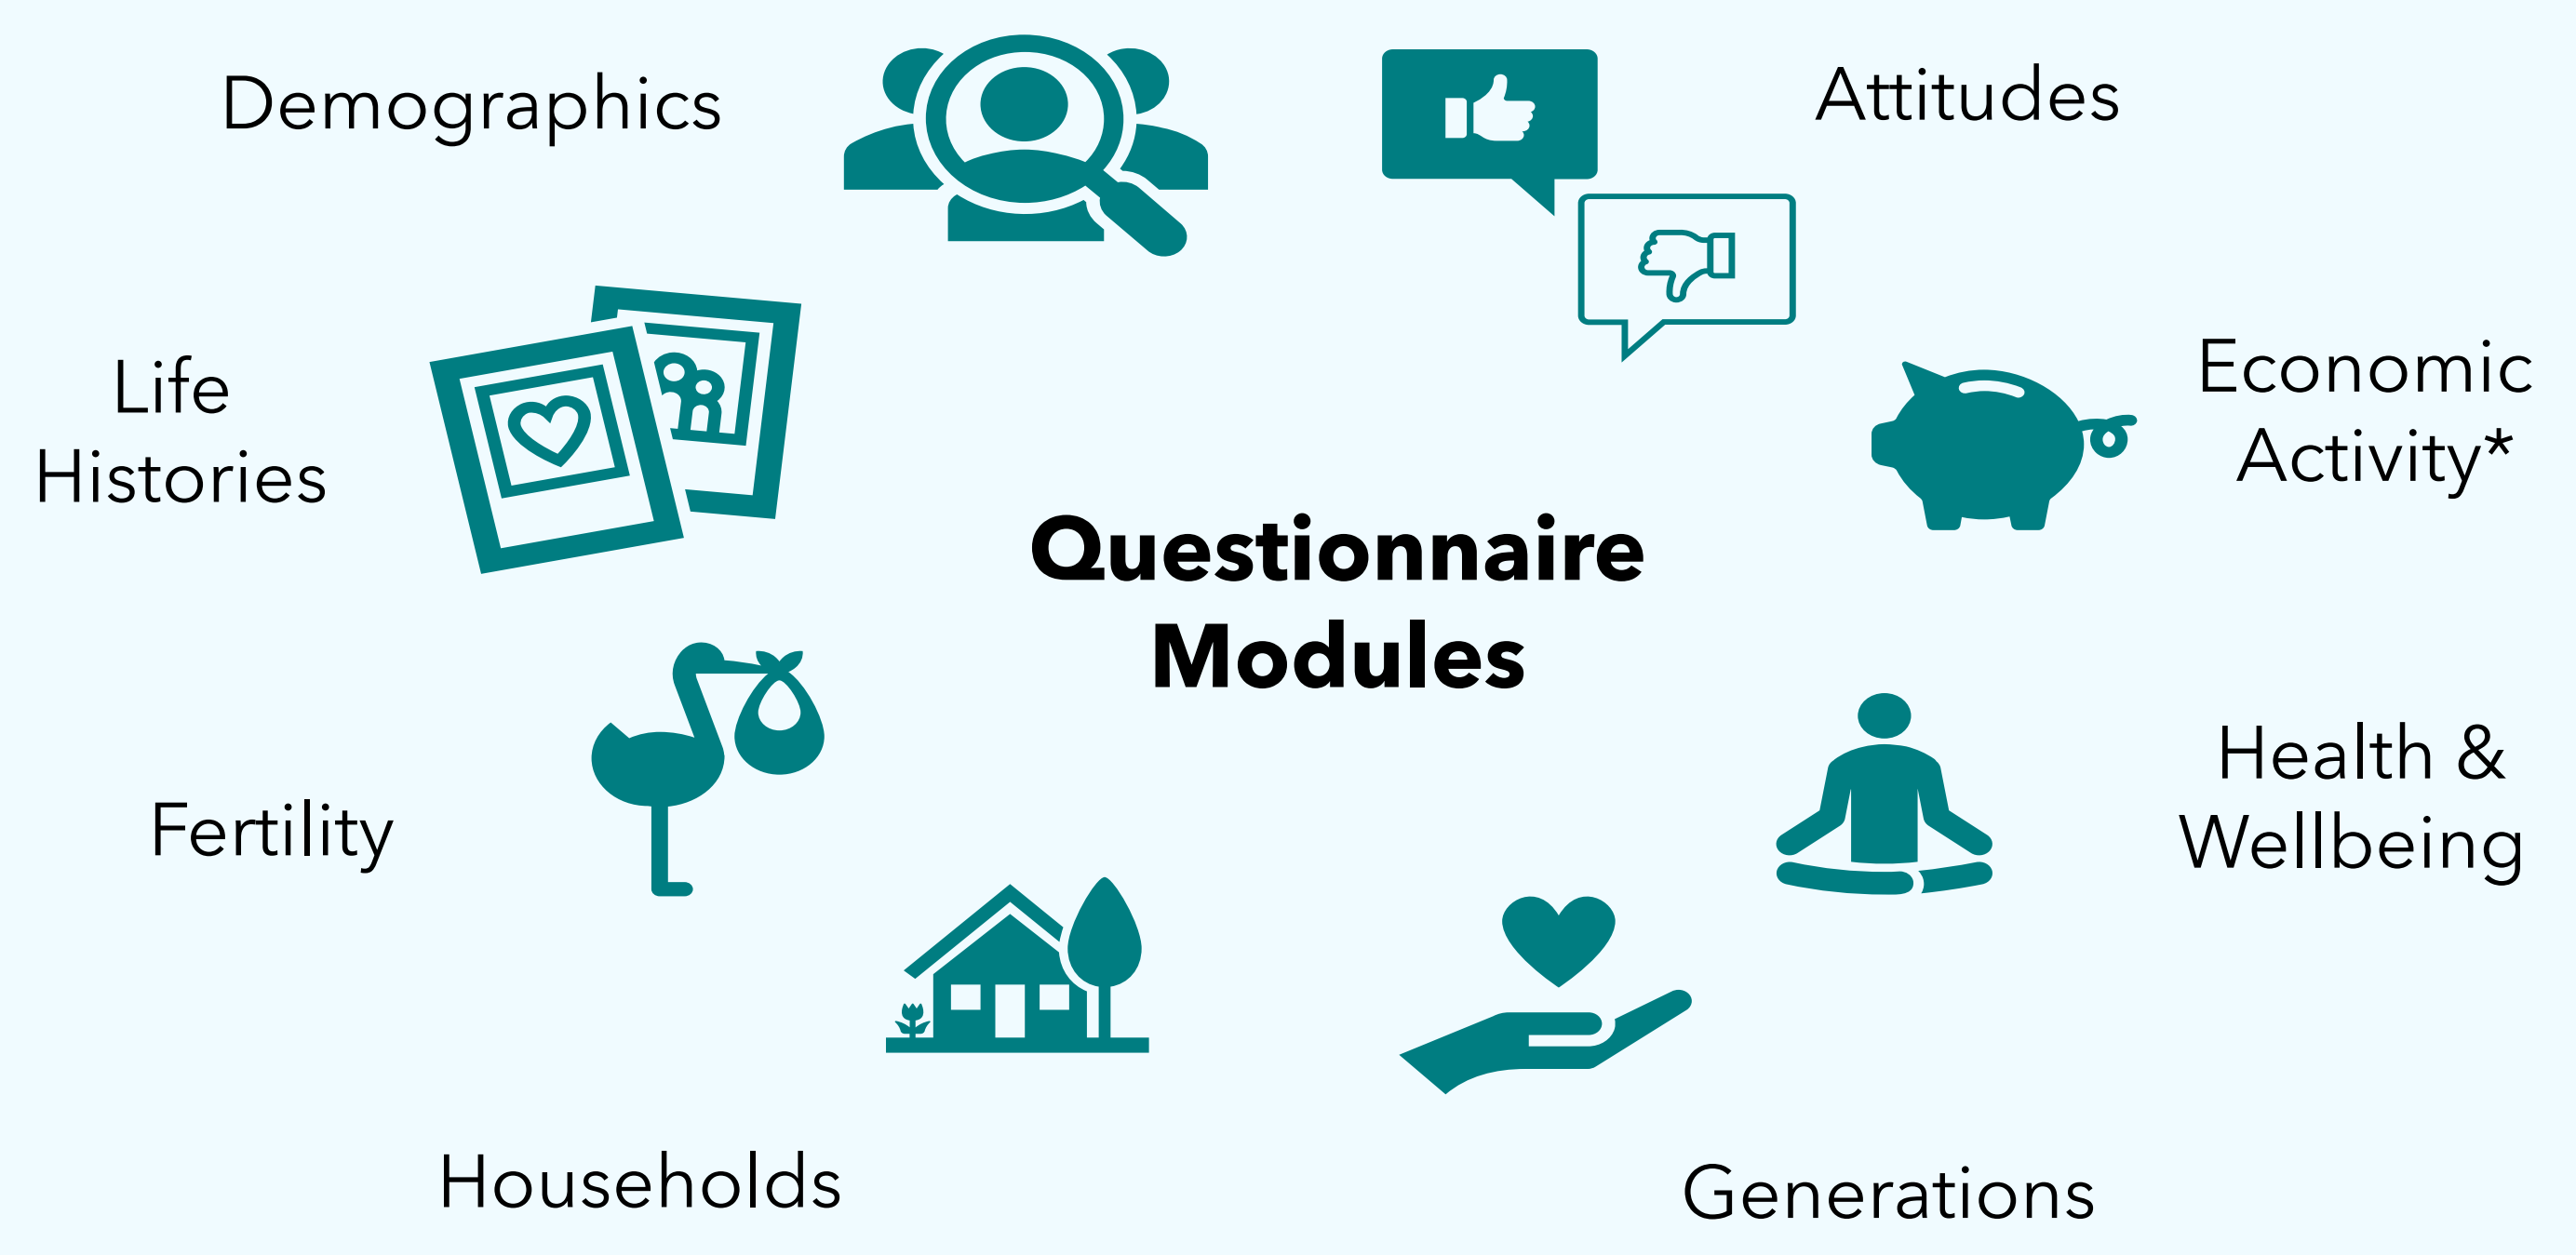 Demographics
Attitudes
Life
Histories
Economic
Activity*
Questionnaire
Modules
Fertility
Health &
Wellbeing
Households
Generations